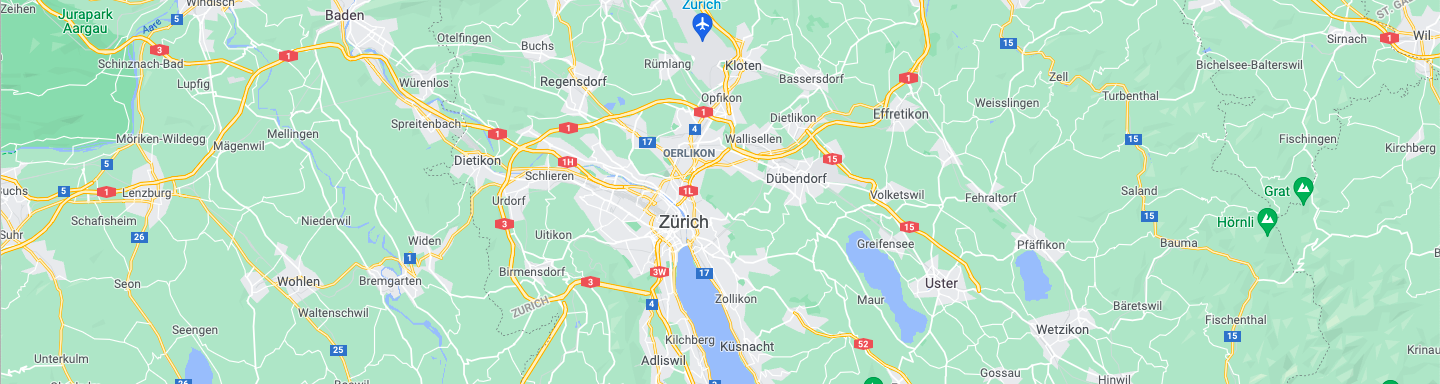 Zeihen
Windisch
Zürich
Jurapark
Aargau
Aare
5
Baden
ST. GA
Otelfingen
Buchs
15
Sirnach
1
Wil
3
1
Schinznach-Bad
Rümlang
Kloten
Bichelsee-Balterswil
Lupfig
Würenlos
Regensdorf
Bassersdorf
1
Zell
Turbenthal
Opfikon
Weisslingen
1
Effretikon
Dietlikon
Spreitenbach
1
1
4
Mellingen
Möriken-Wildegg
Mägenwil
17
Walliselln
15
Fischingen
Kirchberg
OERLIKON
Dietikon
1H
15
5
Schlieren
Dübendorf
5
1
Lenzburg
uchs
1L
Volketswil
Fehraltorf
Saland
Grat
Urdorf
Schafisheim
Niederwil
3
Zürich
15
15
Hörnli
Suhr
26
Widen
Uitikon
Greifensee
Pfäffikon
Bauma
1
Birmensdorf
3W
17
Seon
Wohlen
Bremgarten
3
Uster
ZURICH
4
Zollikon
Maur
Bäretswil
Waltenschwil
Fischenthal
Seengen
Wetzikon
15
Kilchberg
Küsnacht
52
25
Krinau
Unterkulm
Adliswil
Gossau
Hinwil
26